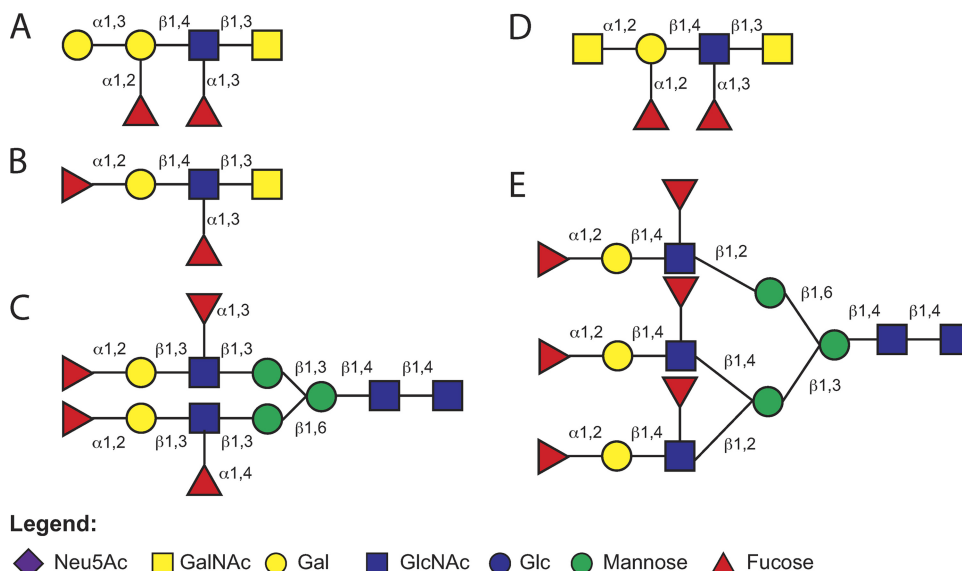 A
α1,3 β1,4 β1,3
α1,2 α1,3
B
α1,2 β1,4 β1,3
α1,3
C
α1,3
α1,2 β1,3 β1,3
β1,3 β1,4 β1,4
β1,6
α1,2 β1,3 β1,3
α1,4
D
α1,2 β1,4 β1,3
α1,2 α1,3
E
α1,2 β1,4 β1,2
β1,6
β1,4 β1,4
α1,2 β1,4 β1,4
β1,3
α1,2 β1,4 β1,2
Legend:
Neu5Ac GalNAc Gal GlcNAc Glc Mannose Fucose